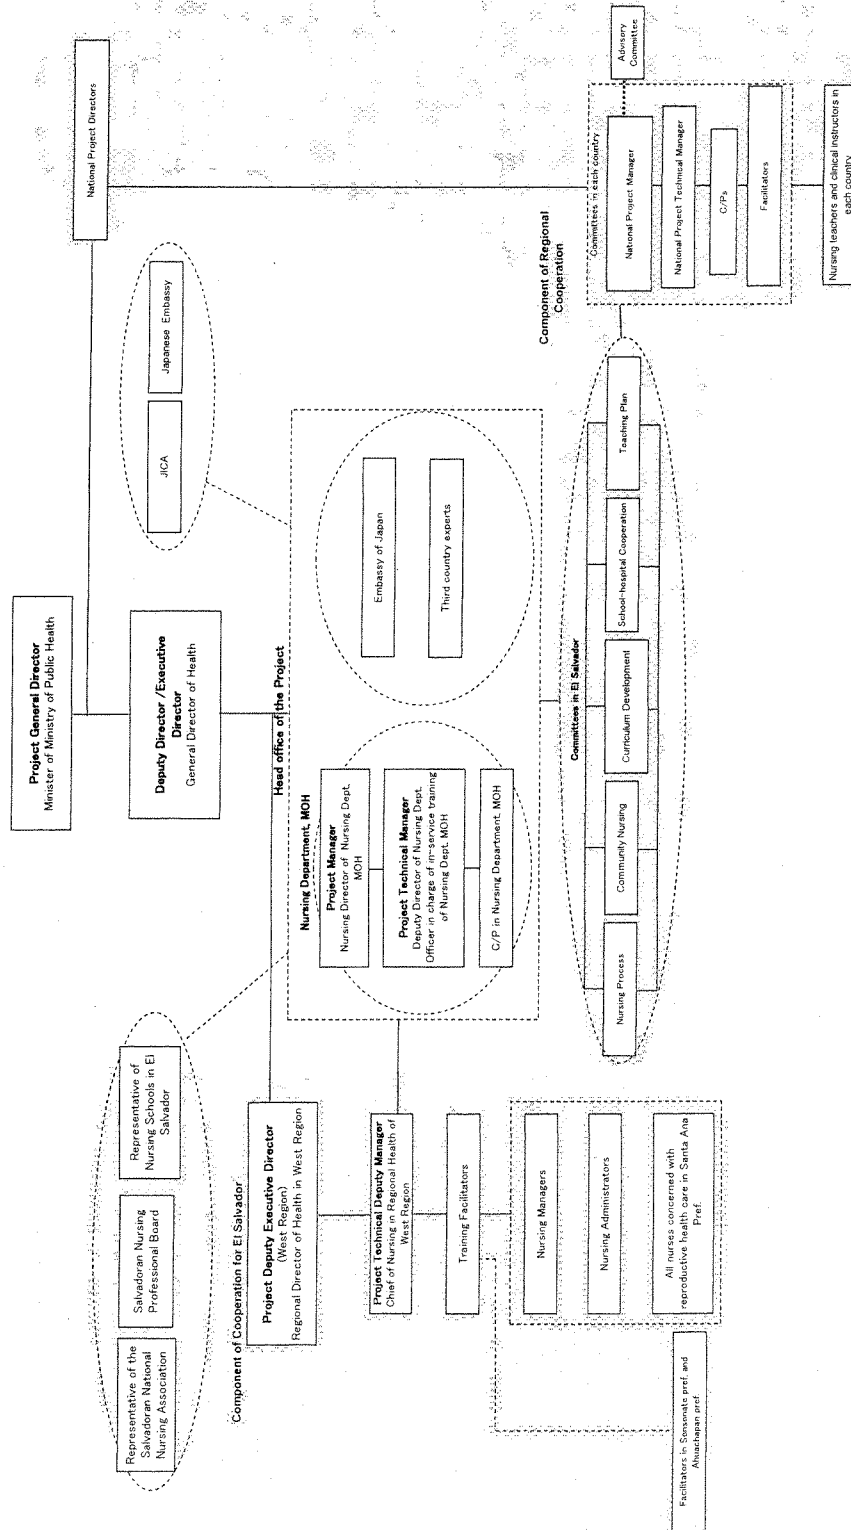 Project General Director
Minister of Ministry of Public Health
National Project Directors
Deputy Director /Executive
Director
General Director of Health
JICA
Japanese Embassy
Representative of the
Salvadoran National
Nursing Association
Salvadoran Nursing
Professional Board
Representative of
Nursing Schools in El
Salvador
Component of Cooperation for El Salvador
Project Deputy Executive Director
(West Region)
Regional Director of Health in West Region
Project Technical Deputy Manager
Chief of Nursing in Regional Health of
West Region
Training Facilitators
Nursing Managers
Nursing Administrators
All nurses concerned with
reproductive health care in Santa Ana
Pref.
Facilitators in Sonsonate pref. and
Ahuachapan pref.
Head office of the Project
Nursing Department, MOH
Project Manager
Nursing Director of Nursing Dept.
MOH
Project Technical Manager
Deputy Director of Nursing Dept.
Officer in charge of in-service training
of Nursing Dept. MOH
C/P in Nursing Department, MOH
Embassy of Japan
Third country experts
Committees in El Salvador
Nursing Process
Community Nursing
Curriculum Development
School-hospital Cooperation
Teaching Plan
Component of Regional
Cooperation
Committees in each country
National Project Manager
National Project Technical Manager
C/Ps
Facilitators
Advisory
Committee
Nursing teachers and clinical instructors in
each country